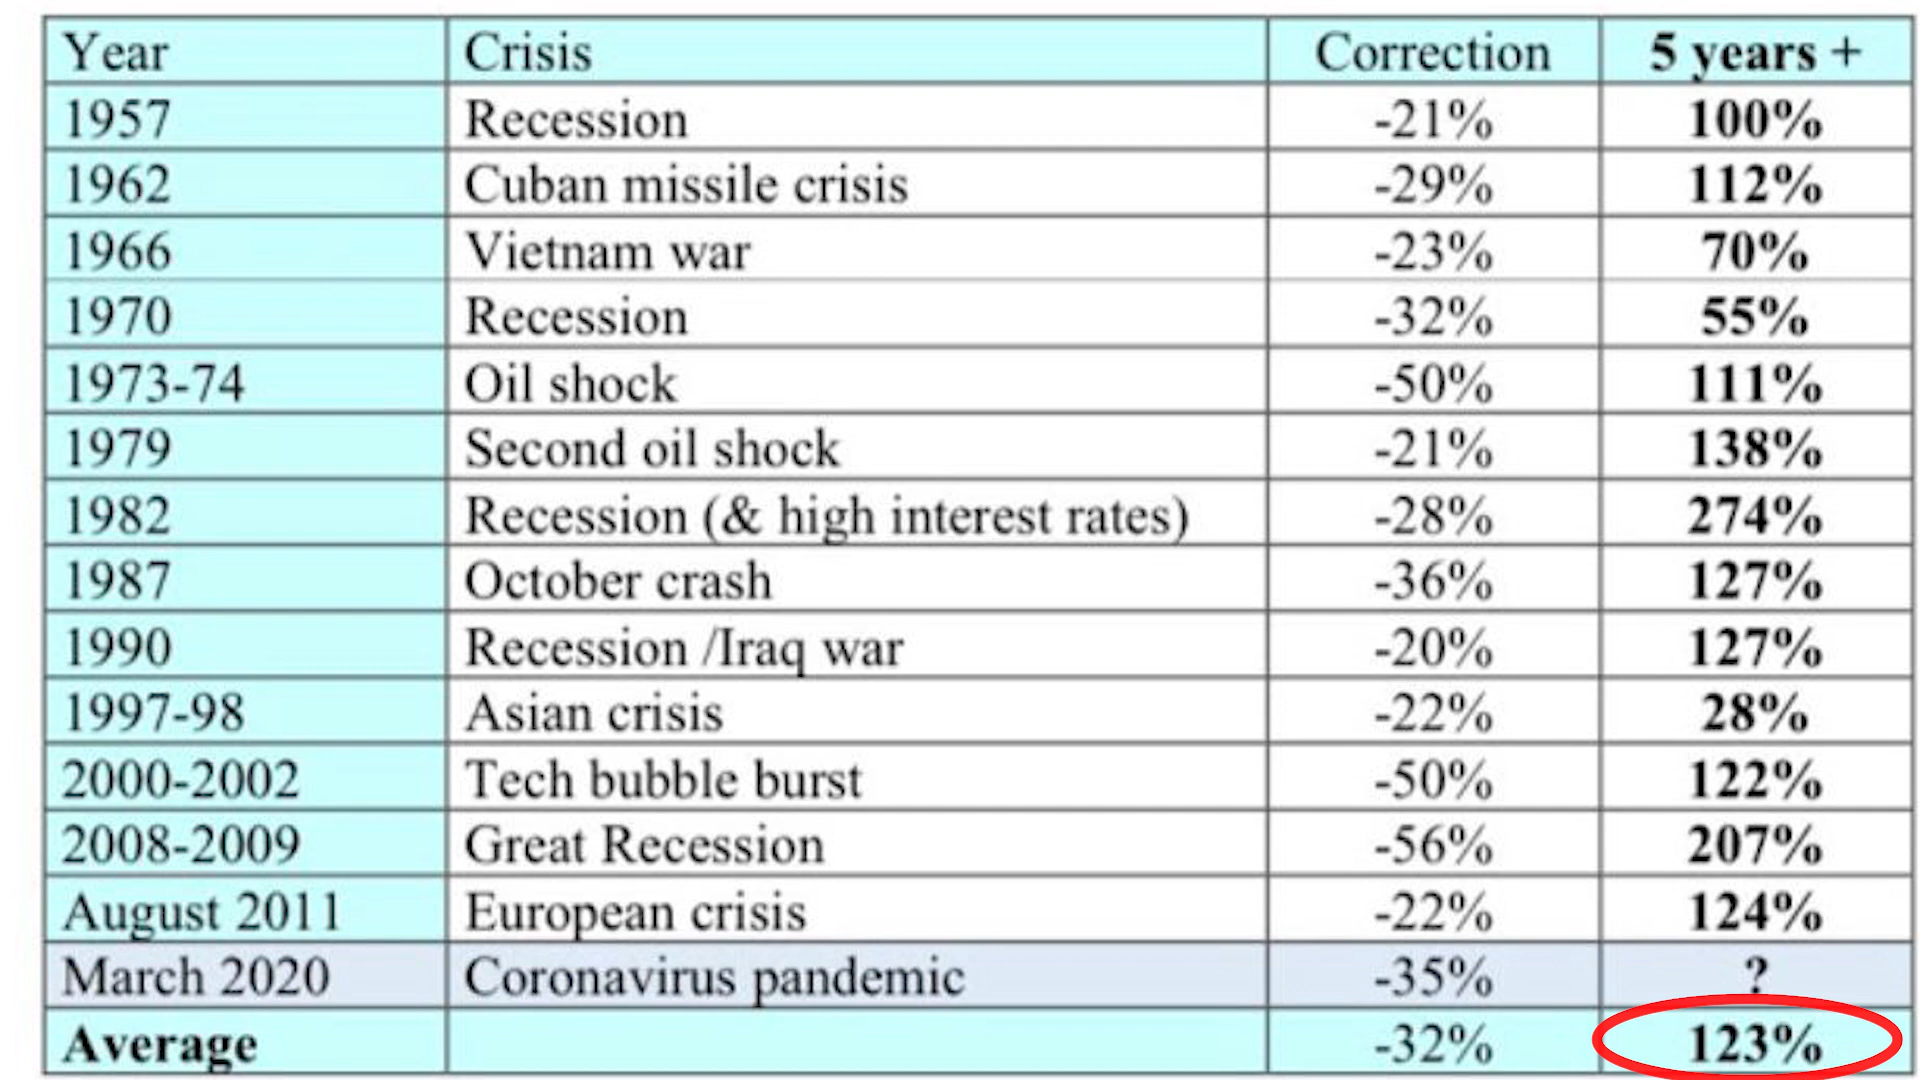 Year Crisis Correction 5 years +
1957 Recession -21% 100%
1962 Cuban missile crisis -29% 112%
1966 Vietnam war -23% 70%
1970 Recession -32% 55%
1973-74 Oil shock -50% 111%
1979 Second oil shock -21% 138%
1982 Recession (& high interest rates) -28% 274%
1987 October crash -36% 127%
1990 Recession /Iraq war -20% 127%
1997-98 Asian crisis -22% 28%
2000-2002 Tech bubble burst -50% 122%
2008-2009 Great Recession -56% 207%
August 2011 European crisis -22% 124%
March 2020 Coronavirus pandemic -35% ?
Average -32% 123%